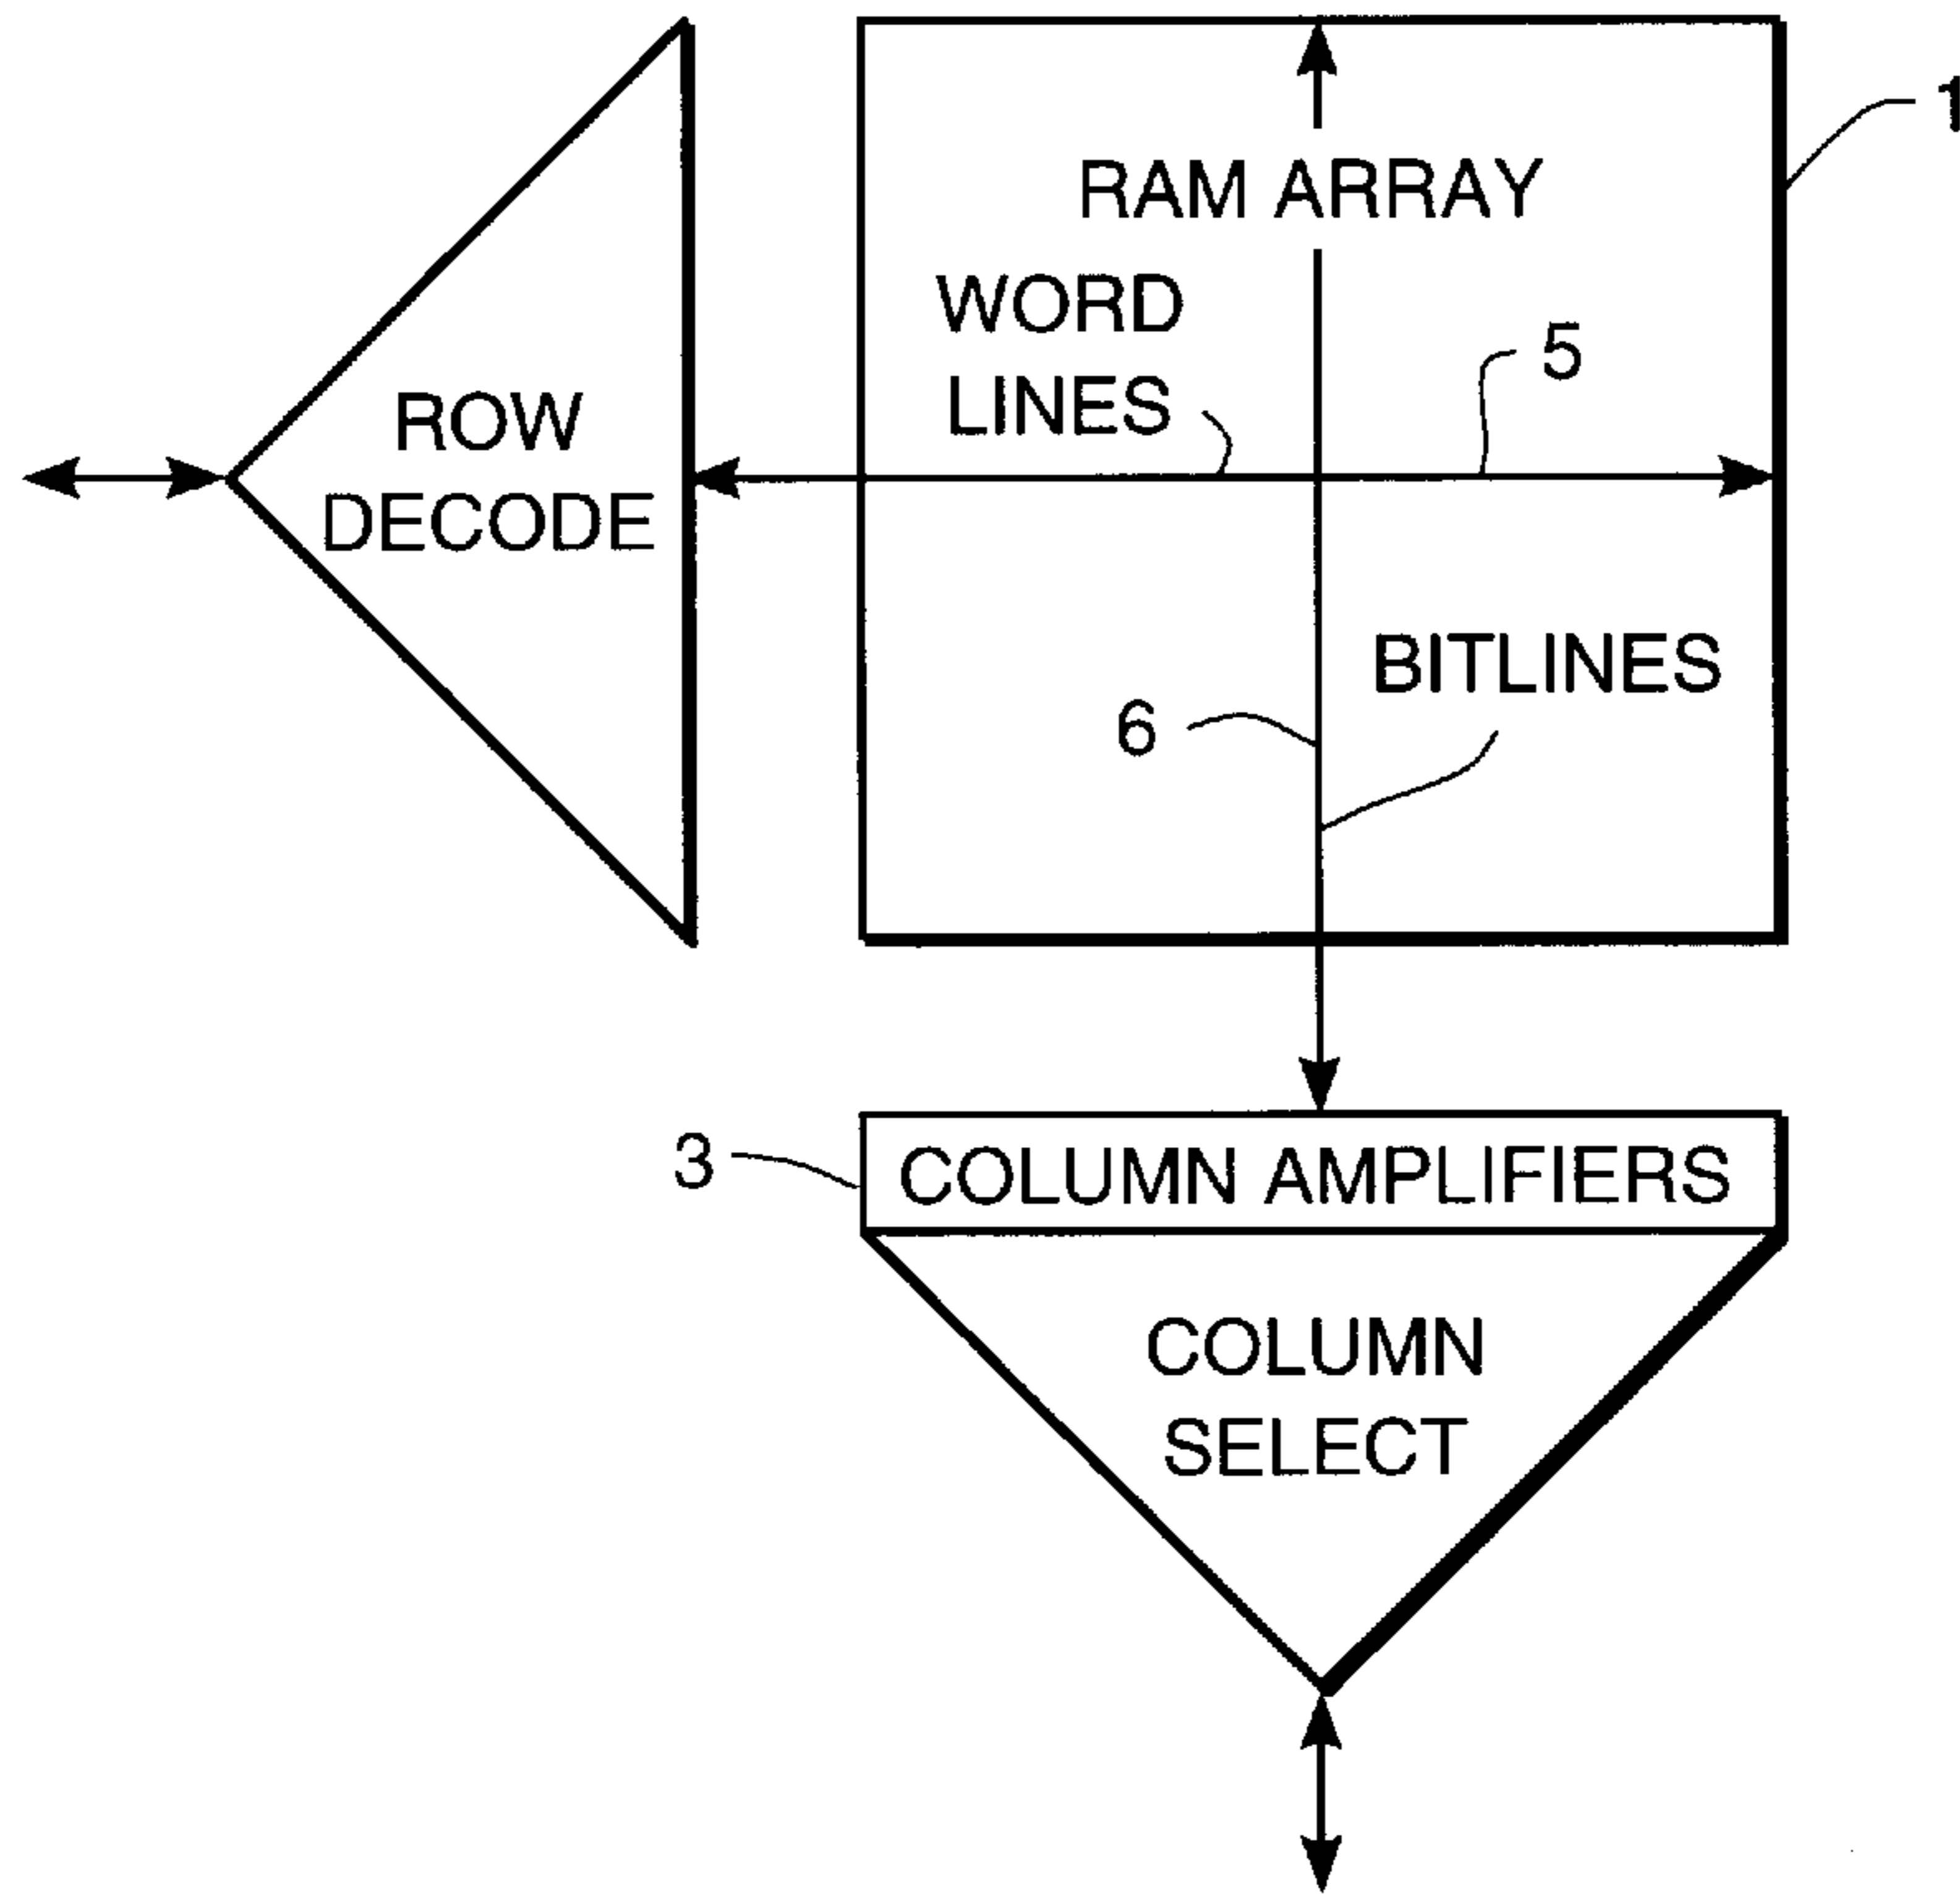 1
RAM ARRAY
WORD
LINES
5
ROW
DECODE
BITLINES
6
3
COLUMN AMPLIFIERS
COLUMN
SELECT